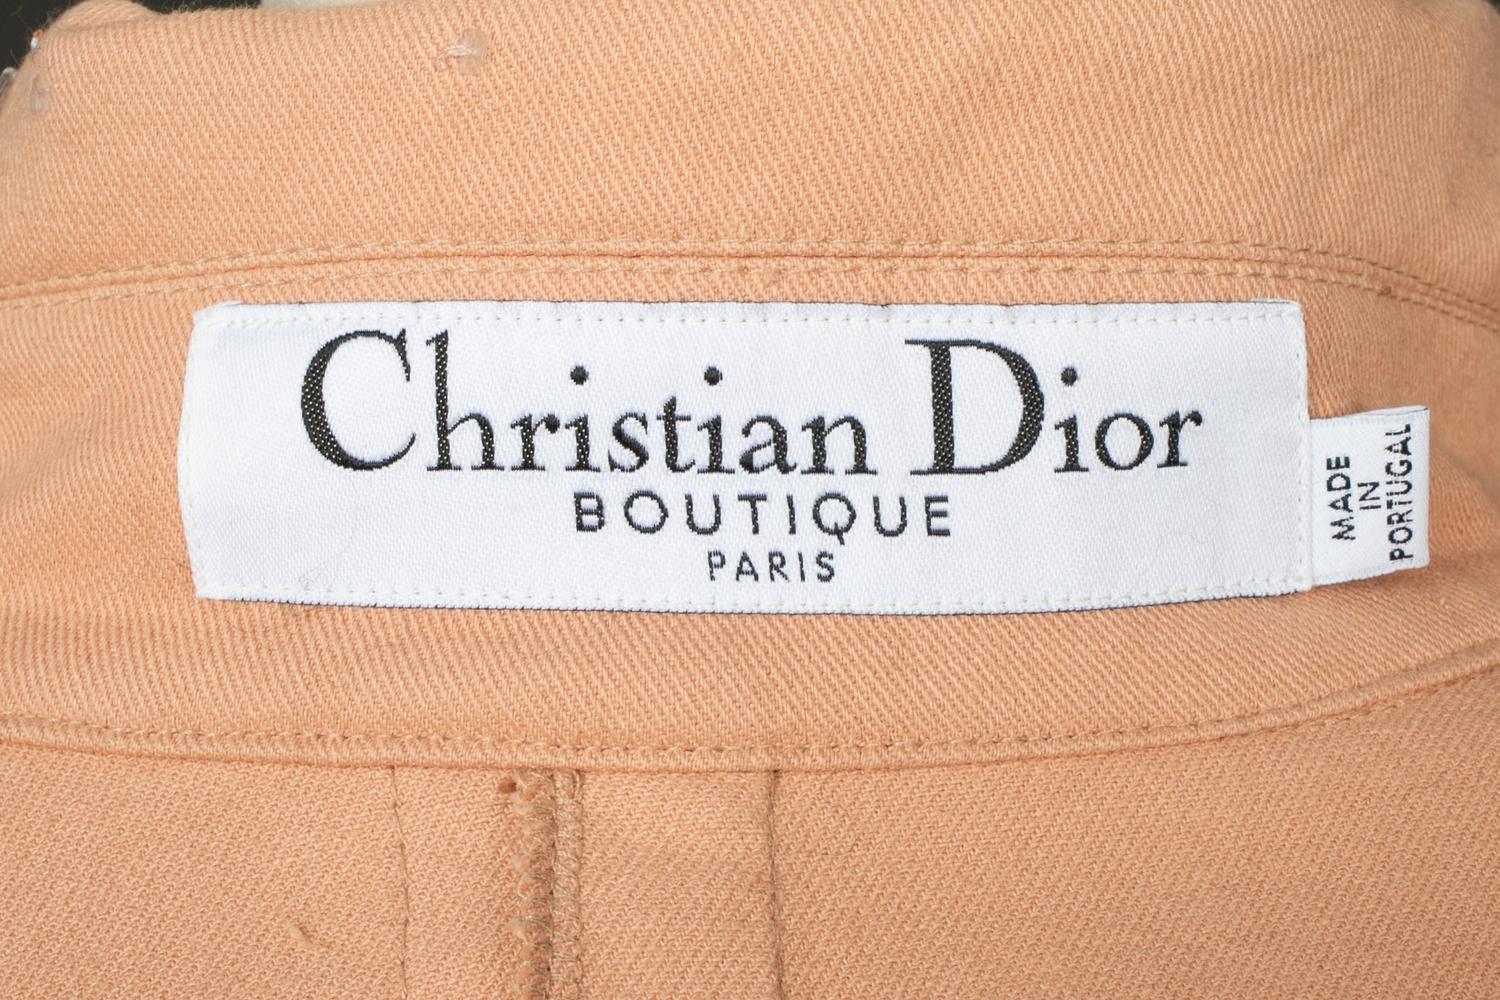 Christian Dior
BOUTIQUE
PARIS
MADE
IN
PORTUGAL